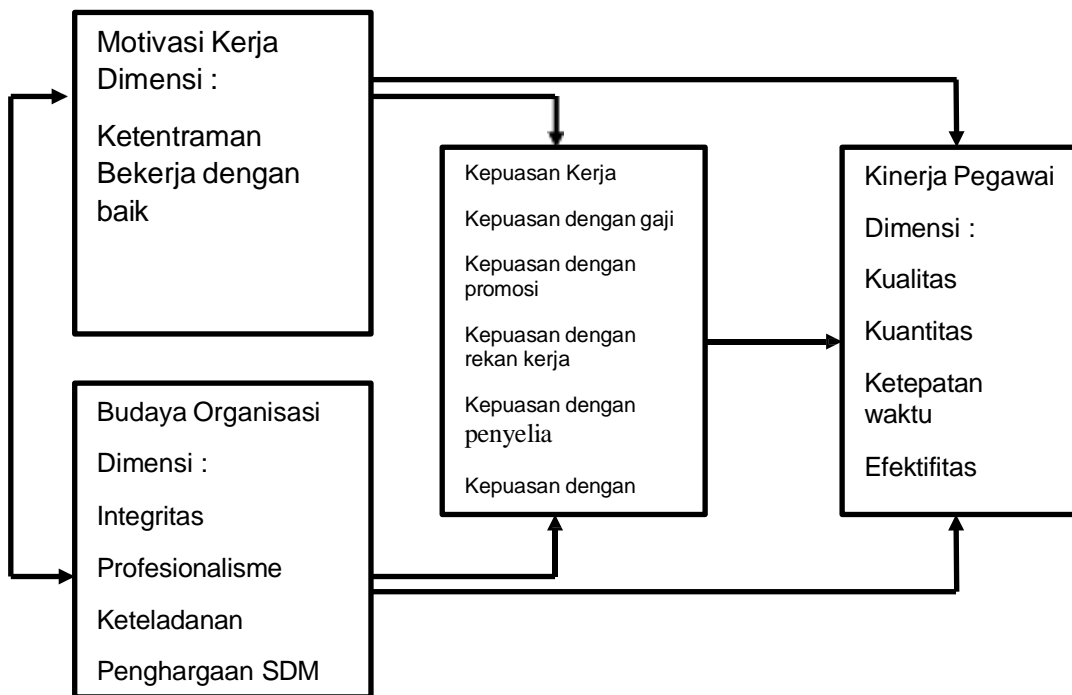 Motivasi Kerja
Dimensi :
Ketentraman
Bekerja dengan
baik
Budaya Organisasi
Dimensi :
Integritas
Profesionalisme
Keteladanan
Penghargaan SDM
Kepuasan Kerja
Kepuasan dengan gaji
Kepuasan dengan
promosi
Kepuasan dengan
rekan kerja
Kepuasan dengan
penyelia
Kepuasan dengan
Kinerja Pegawai
Dimensi :
Kualitas
Kuantitas
Ketepatan
waktu
Efektifitas